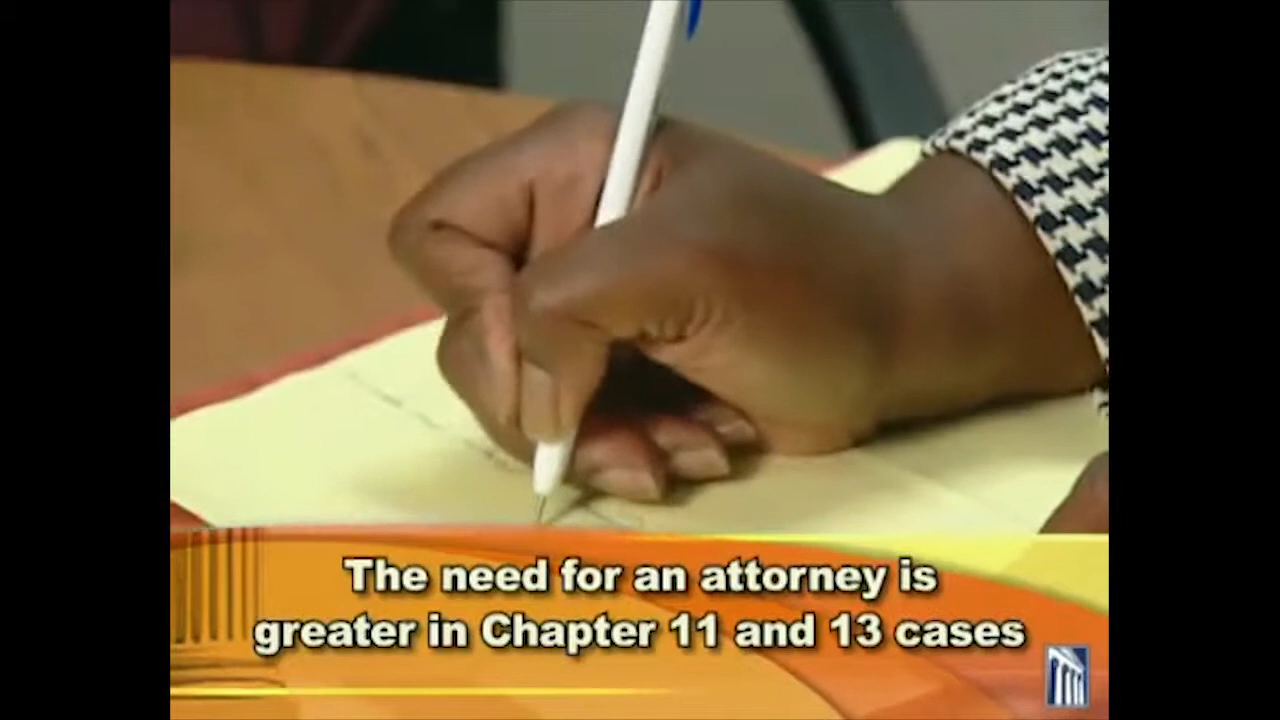 The need for an attorney is
greater in Chapter 11 and 13 cases